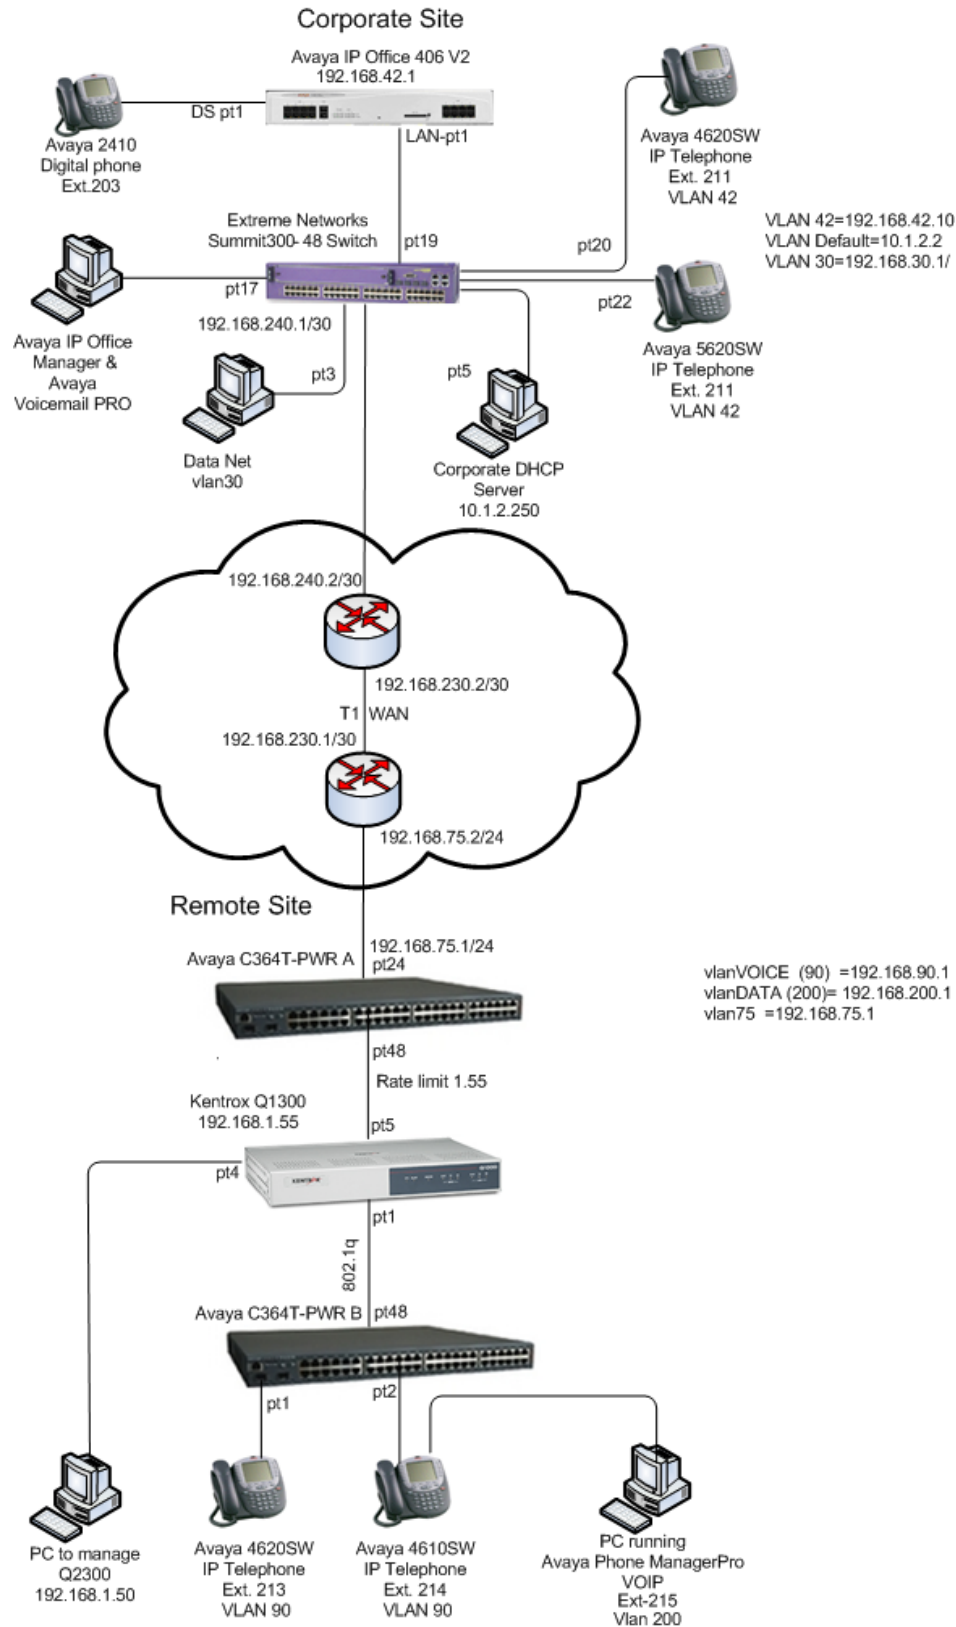 Corporate Site
Avaya IP Office 406 V2
192.168.42.1
DS pt1
LAN-pt1
Avaya 2410
Digital phone
Ext.203
Avaya 4620SW
IP Telephone
Ext. 211
VLAN 42
VLAN 42=192.168.42.10
VLAN Default=10.1.2.2
VLAN 30=192.168.30.1/
Extreme Networks
Summit300-48 Switch
pt19
pt20
pt17
pt22
192.168.240.1/30
Avaya IP Office
Manager &
Avaya
Voicemail PRO
pt3
pt5
Avaya 5620SW
IP Telephone
Ext. 211
VLAN 42
Data Net
vlan30
Corporate DHCP
Server
10.1.2.250
192.168.240.2/30
192.168.230.2/30
T1 WAN
192.168.230.1/30
192.168.75.2/24
Remote Site
192.168.75.1/24
Avaya C364T-PWR A
pt24
vlanVOICE (90) =192.168.90.1
vlanDATA (200)= 192.168.200.1
vlan75 =192.168.75.1
pt48
Rate limit 1.55
Kentrox Q1300
192.168.1.55
pt5
pt4
KENTROX
pt1
802.1q
Avaya C364T-PWR B
pt48
pt1
pt2
PC to manage
Q2300
192.168.1.50
Avaya 4620SW
IP Telephone
Ext. 213
VLAN 90
Avaya 4610SW
IP Telephone
Ext. 214
VLAN 90
PC running
Avaya Phone ManagerPro
VOIP
Ext-215
Vlan 200